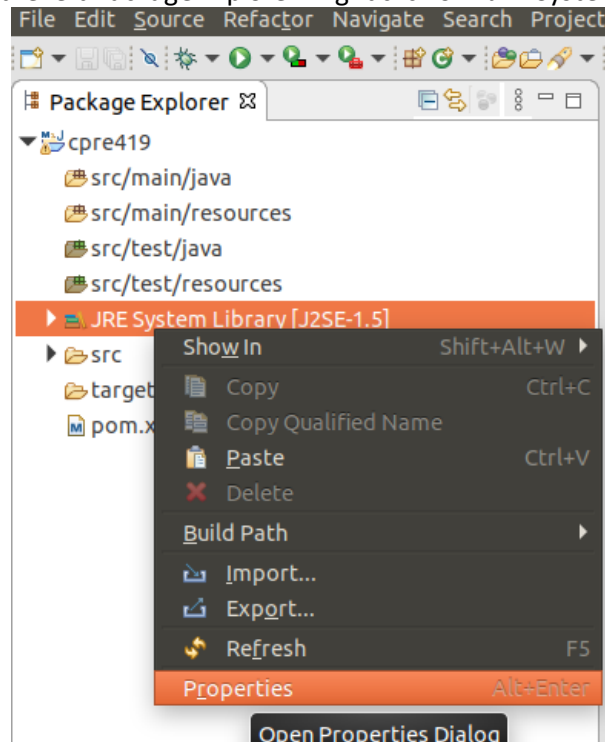 File Edit Source Refactor Navigate Search Project
Package Explorer
cpre419
src/main/java
src/main/resources
src/test/java
src/test/resources
JRE System Library [J2SE-1.5]
src
target
pom.x
Show In Shift+Alt+W
Copy Ctrl+C
Copy Qualified Name
Paste Ctrl+V
Delete
Build Path
Import...
Export...
Refresh F5
Properties Alt+Enter
Open Properties Dialog